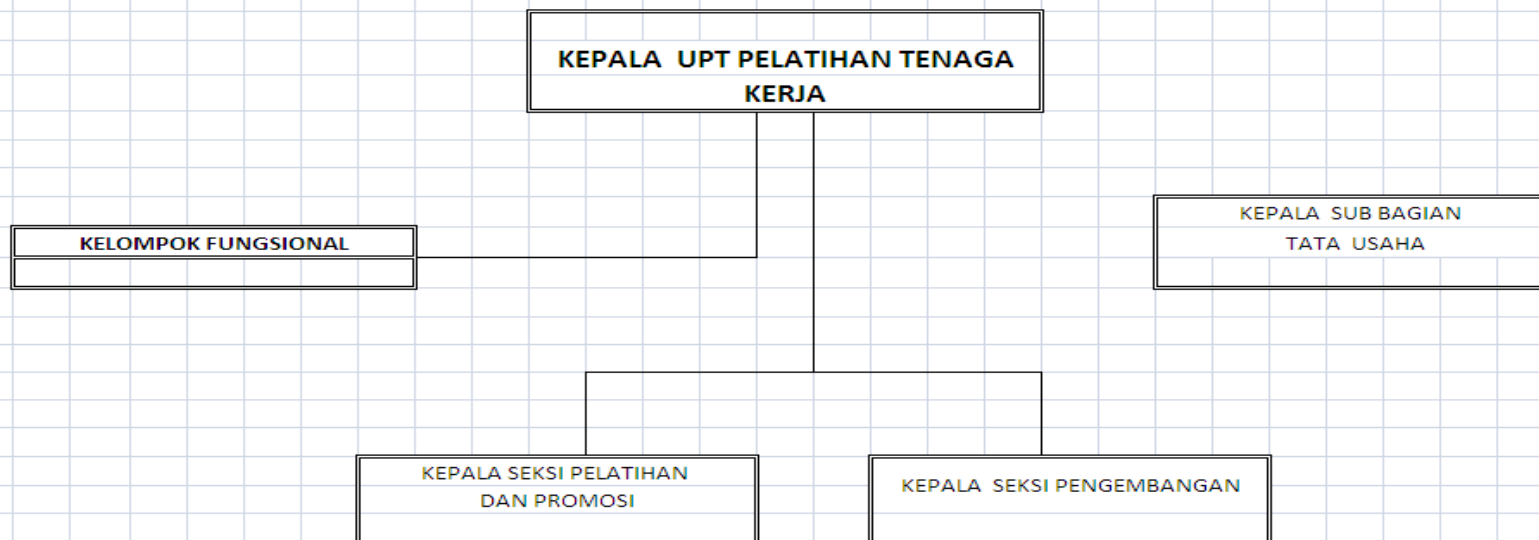 KEPALA UPT PELATIHAN TENAGA
KERJA
KELOMPOK FUNGSIONAL
KEPALA SUB BAGIAN
TATA USAHA
KEPALA SEKSI PELATIHAN
DAN PROMOSI
KEPALA SEKSI PENGEMBANGAN